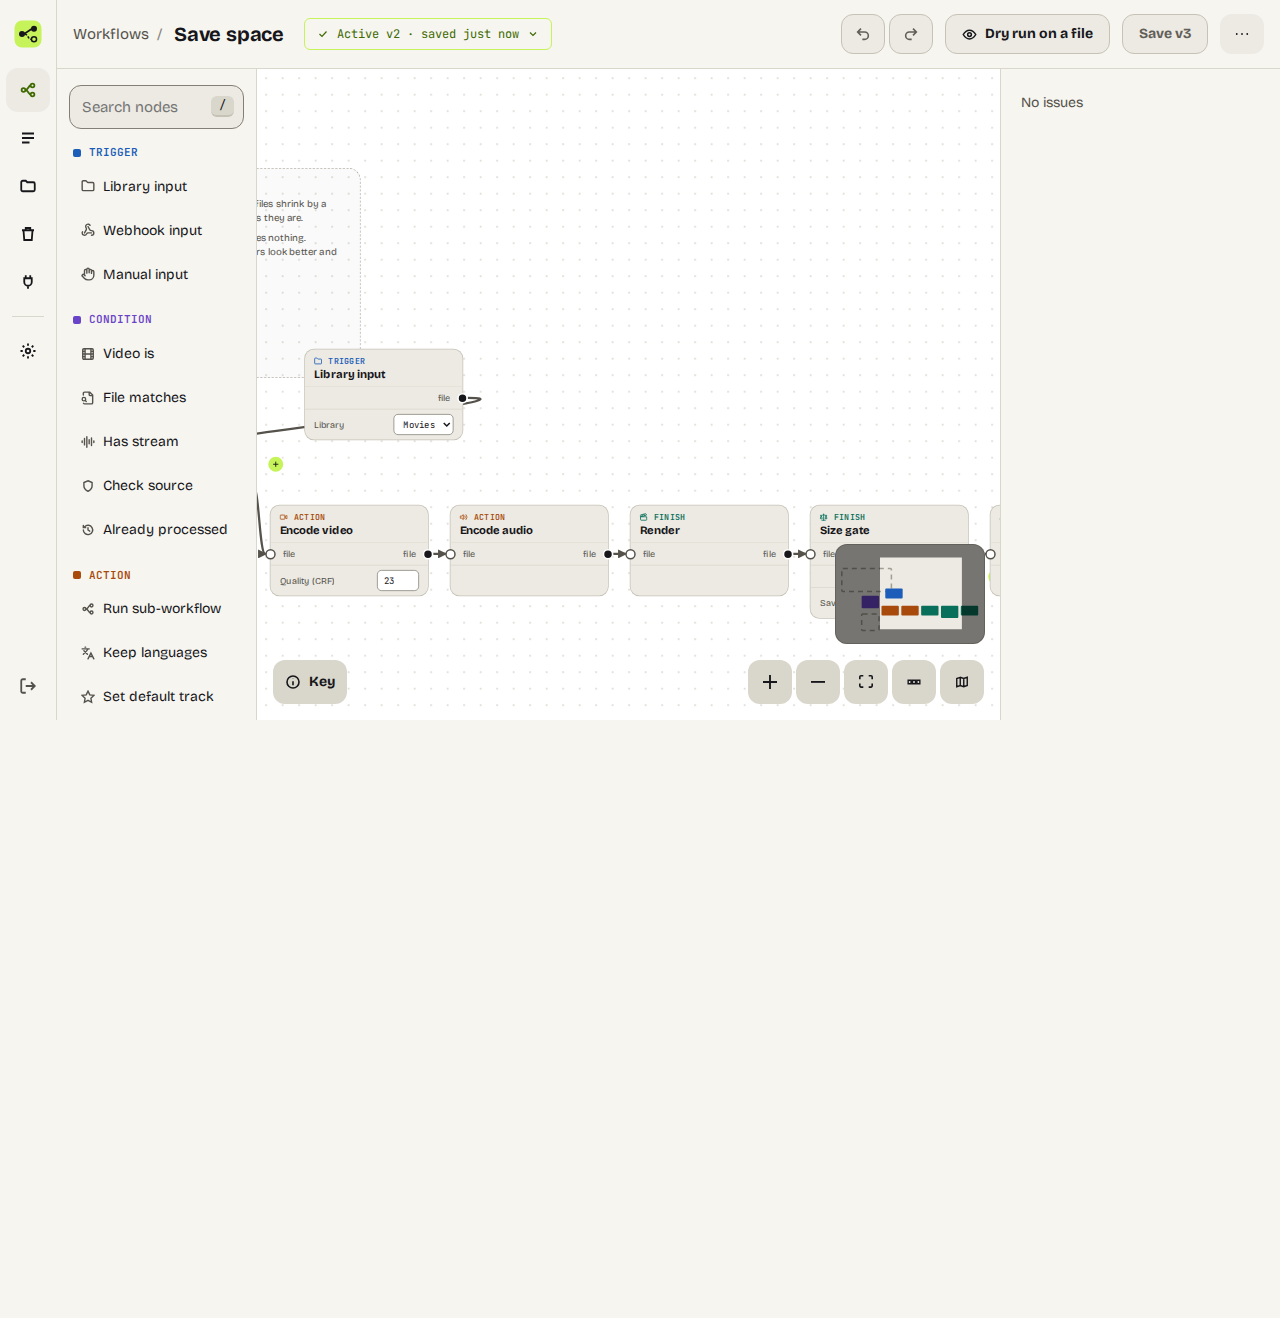 Workflows / Save space
Active v2 · saved just now
Dry run on a file
Save v3
Search nodes /
TRIGGER
Library input
Webhook input
Manual input
CONDITION
Video is
File matches
Has stream
Check source
Already processed
ACTION
Run sub-workflow
Keep languages
Set default track
files shrink by a
s they are.
es nothing.
rs look better and
TRIGGER
Library input
file
Library Movies
ACTION
Encode video
file file
Quality (CRF) 23
ACTION
Encode audio
file file
FINISH
Render
file file
FINISH
Size gate
file
Sav
Key
No issues